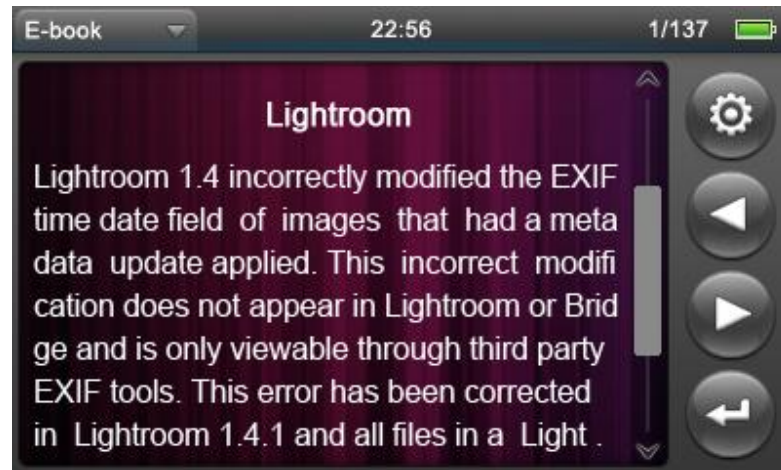 E-book 22:56 1/137
Lightroom
Lightroom 1.4 incorrectly modified the EXIF
time date field of images that had a meta
data update applied. This incorrect modifi
cation does not appear in Lightroom or Brid
ge and is only viewable through third party
EXIF tools. This error has been corrected
in Lightroom 1.4.1 and all files in a Light .